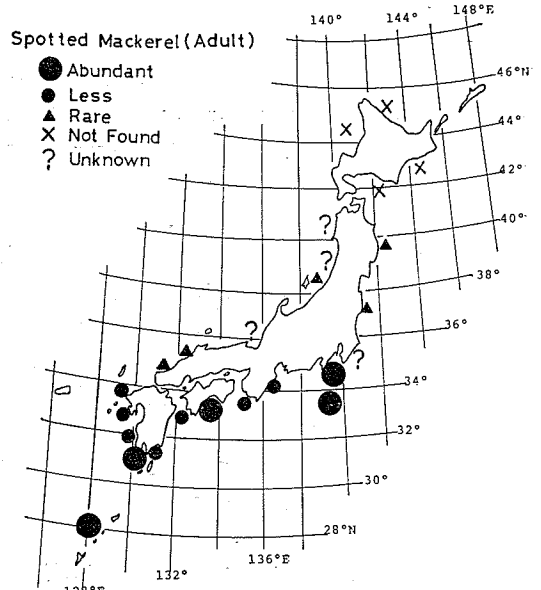 140° 144° 148°E
Spotted Mackerel (Adult)
Abundant
Less
Rare
X Not Found
? Unknown
46°N
44°
42°
40°
38°
36°
34°
32°
30°
28°N
136°E
132°
128°E